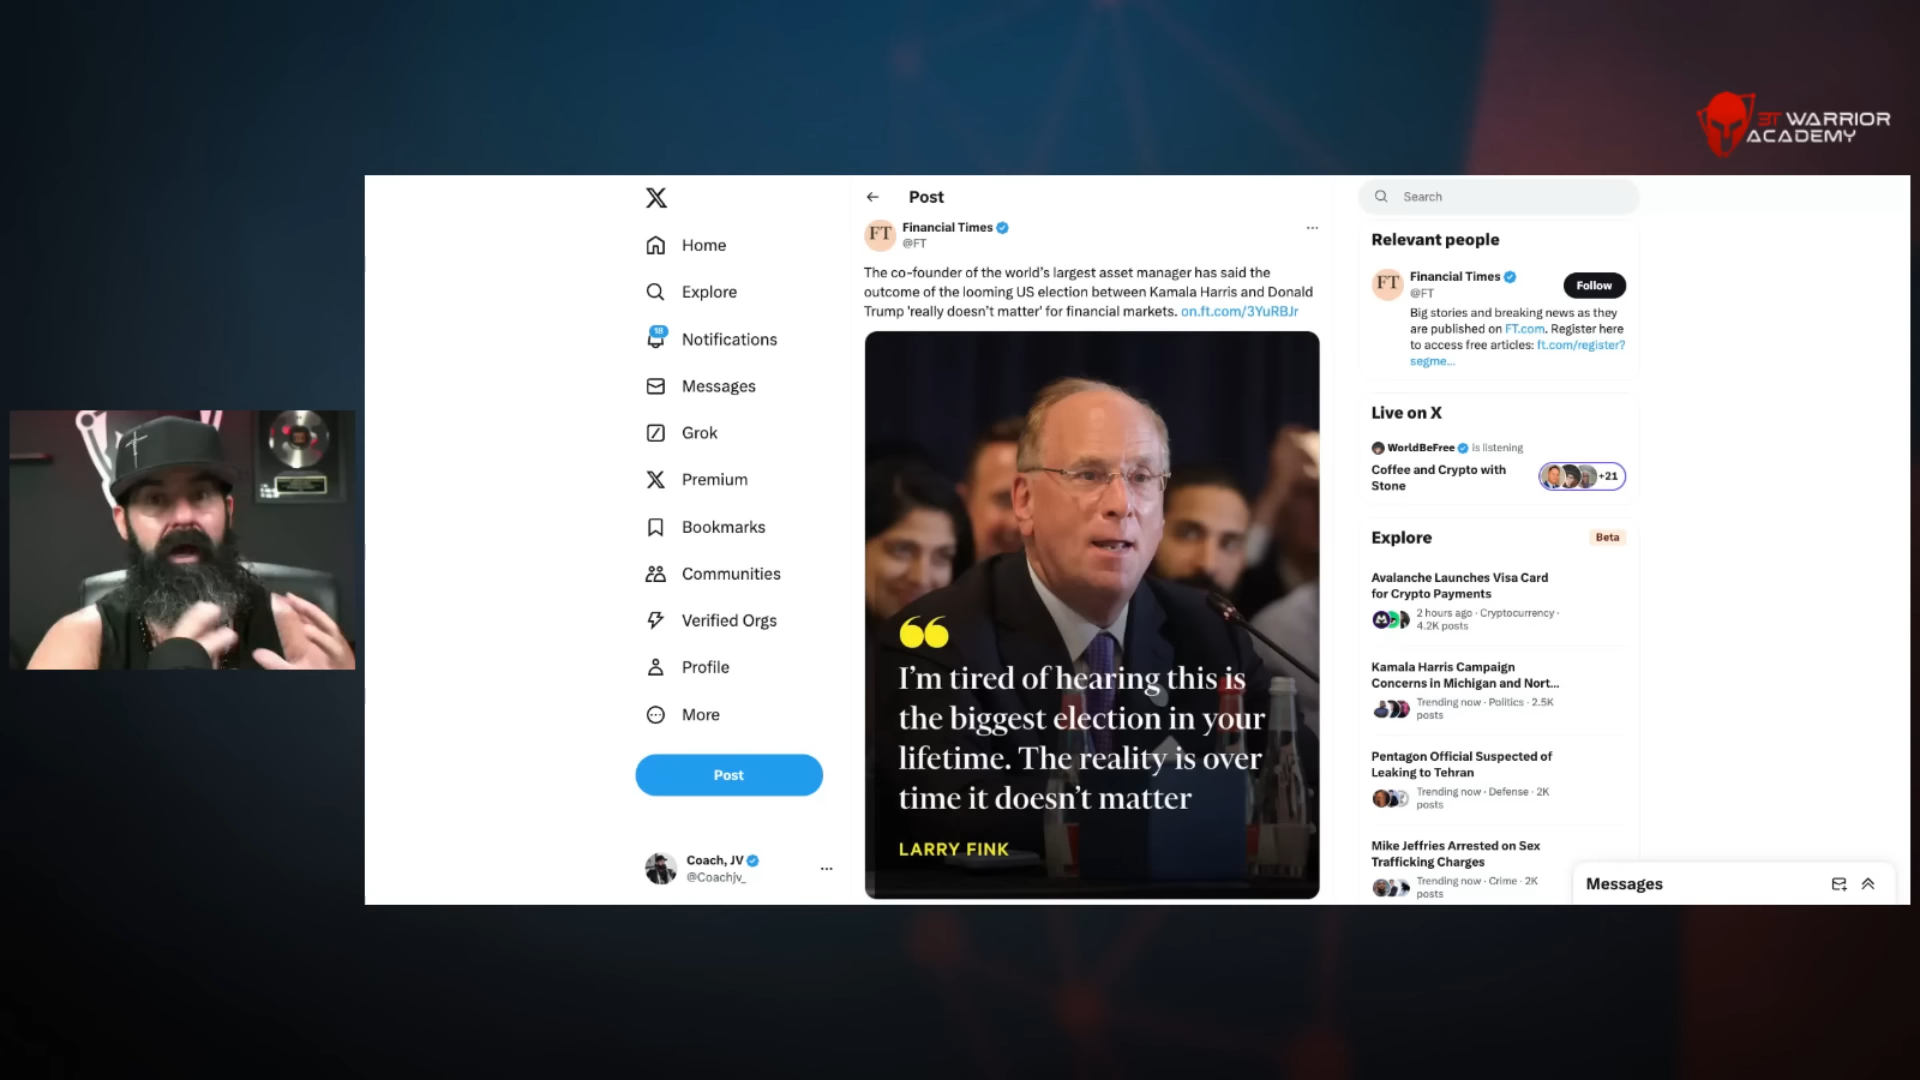 3T WARRIOR
ACADEMY
Home
Explore
18
Notifications
Messages
Grok
Premium
Bookmarks
Communities
Verified Orgs
Profile
More
Post
Coach, JV
@Coachjv_
Post
FT
Financial Times
@FT
The co-founder of the world's largest asset manager has said the
outcome of the looming US election between Kamala Harris and Donald
Trump 'really doesn't matter' for financial markets. on.ft.com/3YuRBJr
I'm tired of hearing this is
the biggest election in your
lifetime. The reality is over
time it doesn't matter
LARRY FINK
Search
Relevant people
FT
Financial Times
@FT
Follow
Big stories and breaking news as they
are published on FT.com. Register here
to access free articles: ft.com/register?
segme...
Live on X
WorldBeFree is listening
Coffee and Crypto with
Stone
+21
Explore
Beta
Avalanche Launches Visa Card
for Crypto Payments
2 hours ago · Cryptocurrency ·
4.2K posts
Kamala Harris Campaign
Concerns in Michigan and Nort...
Trending now · Politics · 2.5K
posts
Pentagon Official Suspected of
Leaking to Tehran
Trending now · Defense · 2K
posts
Mike Jeffries Arrested on Sex
Trafficking Charges
Trending now · Crime · 2K
posts
Messages